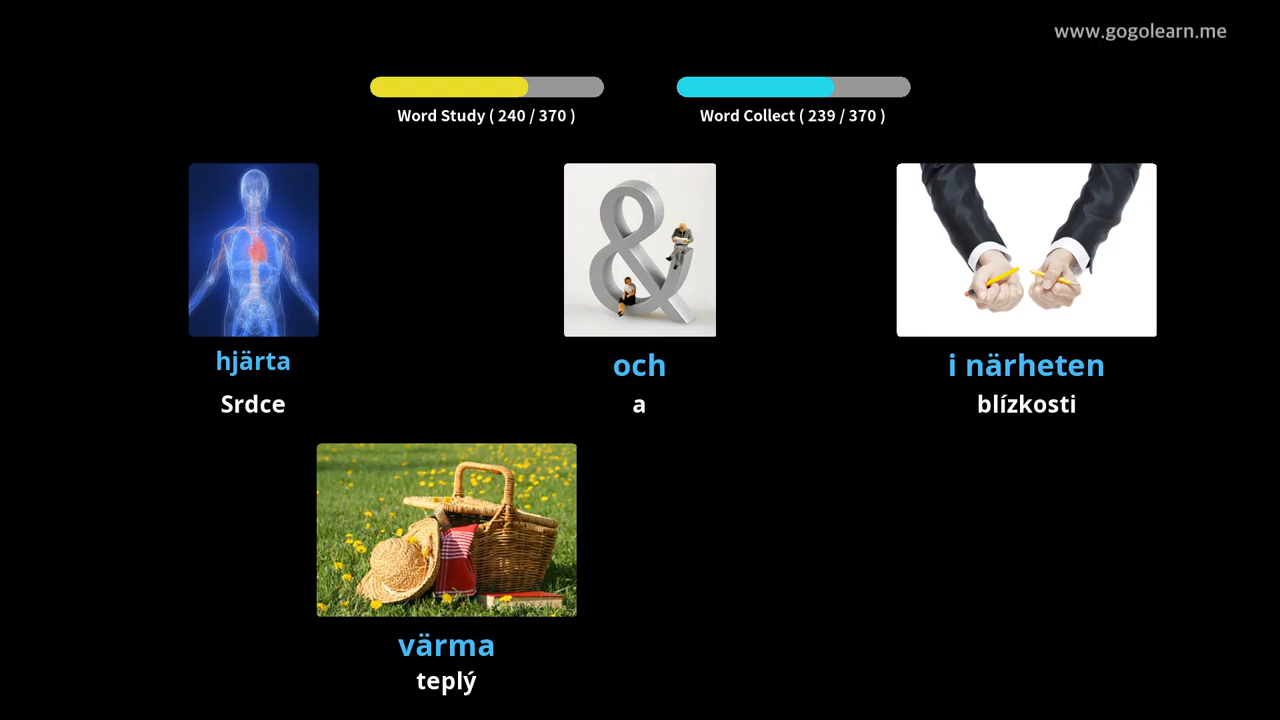 www.gogolearn.me
Word Study ( 240 / 370 )
Word Collect ( 239 / 370 )
hjärta
Srdce
&
och
a
i närheten
blízkosti
värma
teplý